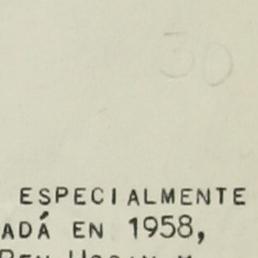 30
ESPECIALMENTE
ADÁ EN 1958,